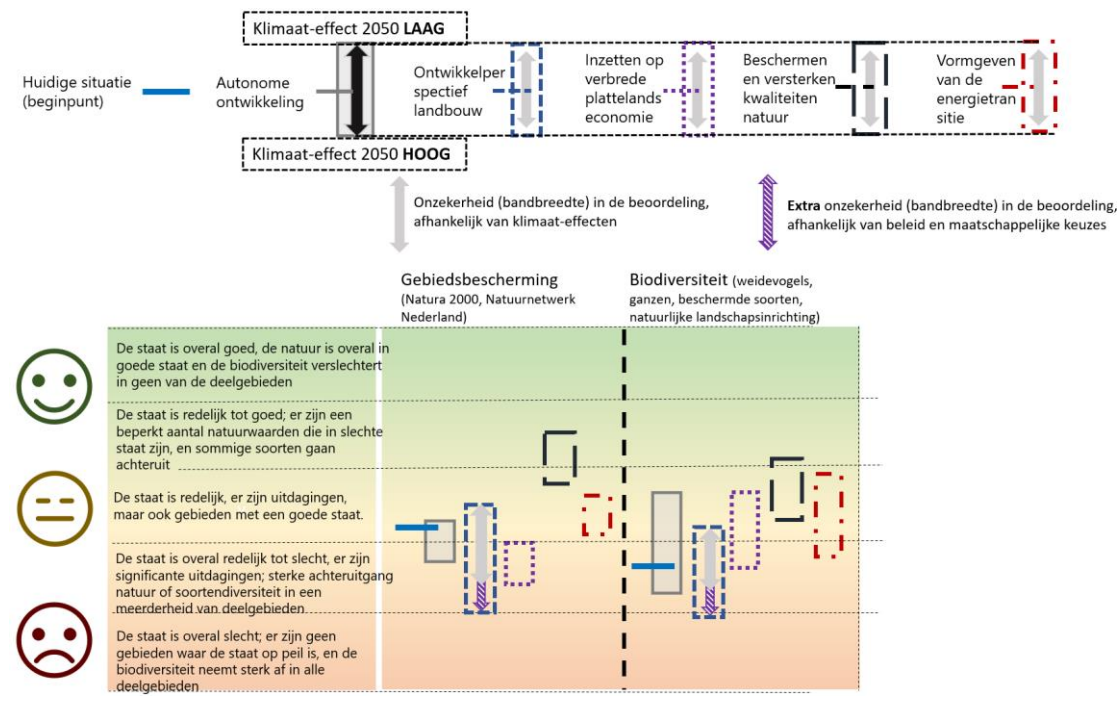 Klimaat-effect 2050 LAAG
Huidige situatie
(beginpunt)
Autonome
ontwikkeling
Ontwikkelper
spectief
landbouw
Inzetten op
verbrede
plattelands
economie
Beschermen
en versterken
kwaliteiten
natuur
Vormgeven
van de
energietran
sitie
Klimaat-effect 2050 HOOG
Onzekerheid (bandbreedte) in de beoordeling,
afhankelijk van klimaat-effecten
Extra onzekerheid (bandbreedte) in de beoordeling,
afhankelijk van beleid en maatschappelijke keuzes
Gebiedsbescherming
(Natura 2000, Natuurnetwerk
Nederland)
Biodiversiteit (weidevogels,
ganzen, beschermde soorten,
natuurlijke landschapsinrichting)
De staat is overal goed, de natuur is overal in
goede staat en de biodiversiteit verslechtert
in geen van de deelgebieden
De staat is redelijk tot goed; er zijn een
beperkt aantal natuurwaarden die in slechte
staat zijn, en sommige soorten gaan
achteruit
De staat is redelijk, er zijn uitdagingen,
maar ook gebieden met een goede staat.
De staat is overal redelijk tot slecht, er zijn
significante uitdagingen; sterke achteruitgang
natuur of soortendiversiteit in een
meerderheid van deelgebieden
De staat is overal slecht; er zijn geen
gebieden waar de staat op peil is, en de
biodiversiteit neemt sterk af in alle
deelgebieden